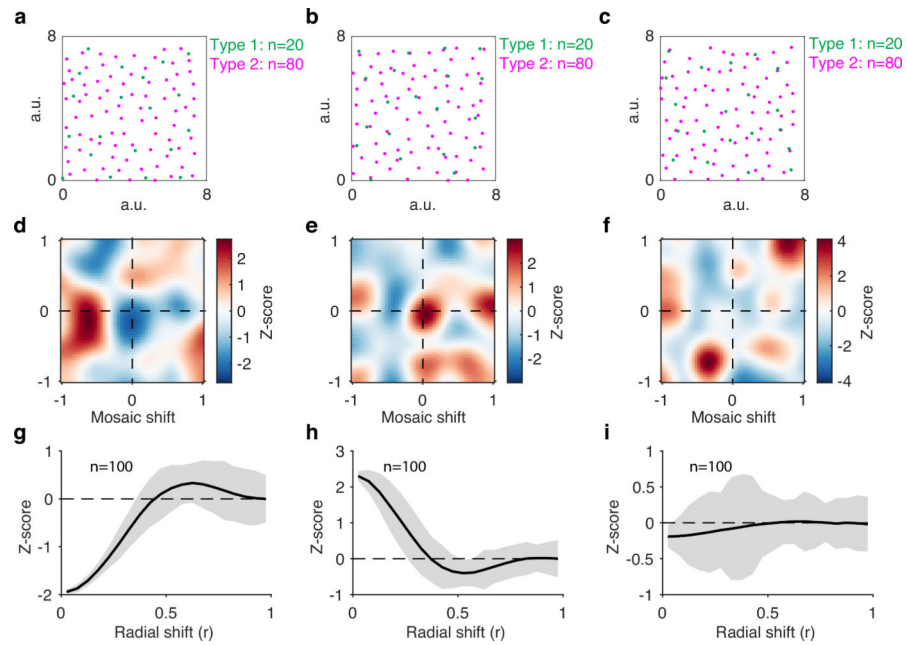 a
b
c
8
Type 1: n=20
Type 2: n=80
a.u.
0
0
8
a.u.
8
Type 1: n=20
Type 2: n=80
a.u.
0
0
8
a.u.
8
Type 1: n=20
Type 2: n=80
a.u.
0
0
8
a.u.
d
e
f
1
0
-1
-1
0
1
Mosaic shift
2
1
0
-1
-2
Z-score
1
0
-1
-1
0
1
Mosaic shift
2
1
0
-1
-2
Z-score
1
0
-1
-1
0
1
Mosaic shift
4
2
0
-2
-4
Z-score
g
h
i
1
0
-1
-2
Z-score
n=100
0
0.5
1
Radial shift (r)
3
2
1
0
-1
Z-score
n=100
0
0.5
1
Radial shift (r)
1
0.5
0
-0.5
-1
Z-score
n=100
0
0.5
1
Radial shift (r)